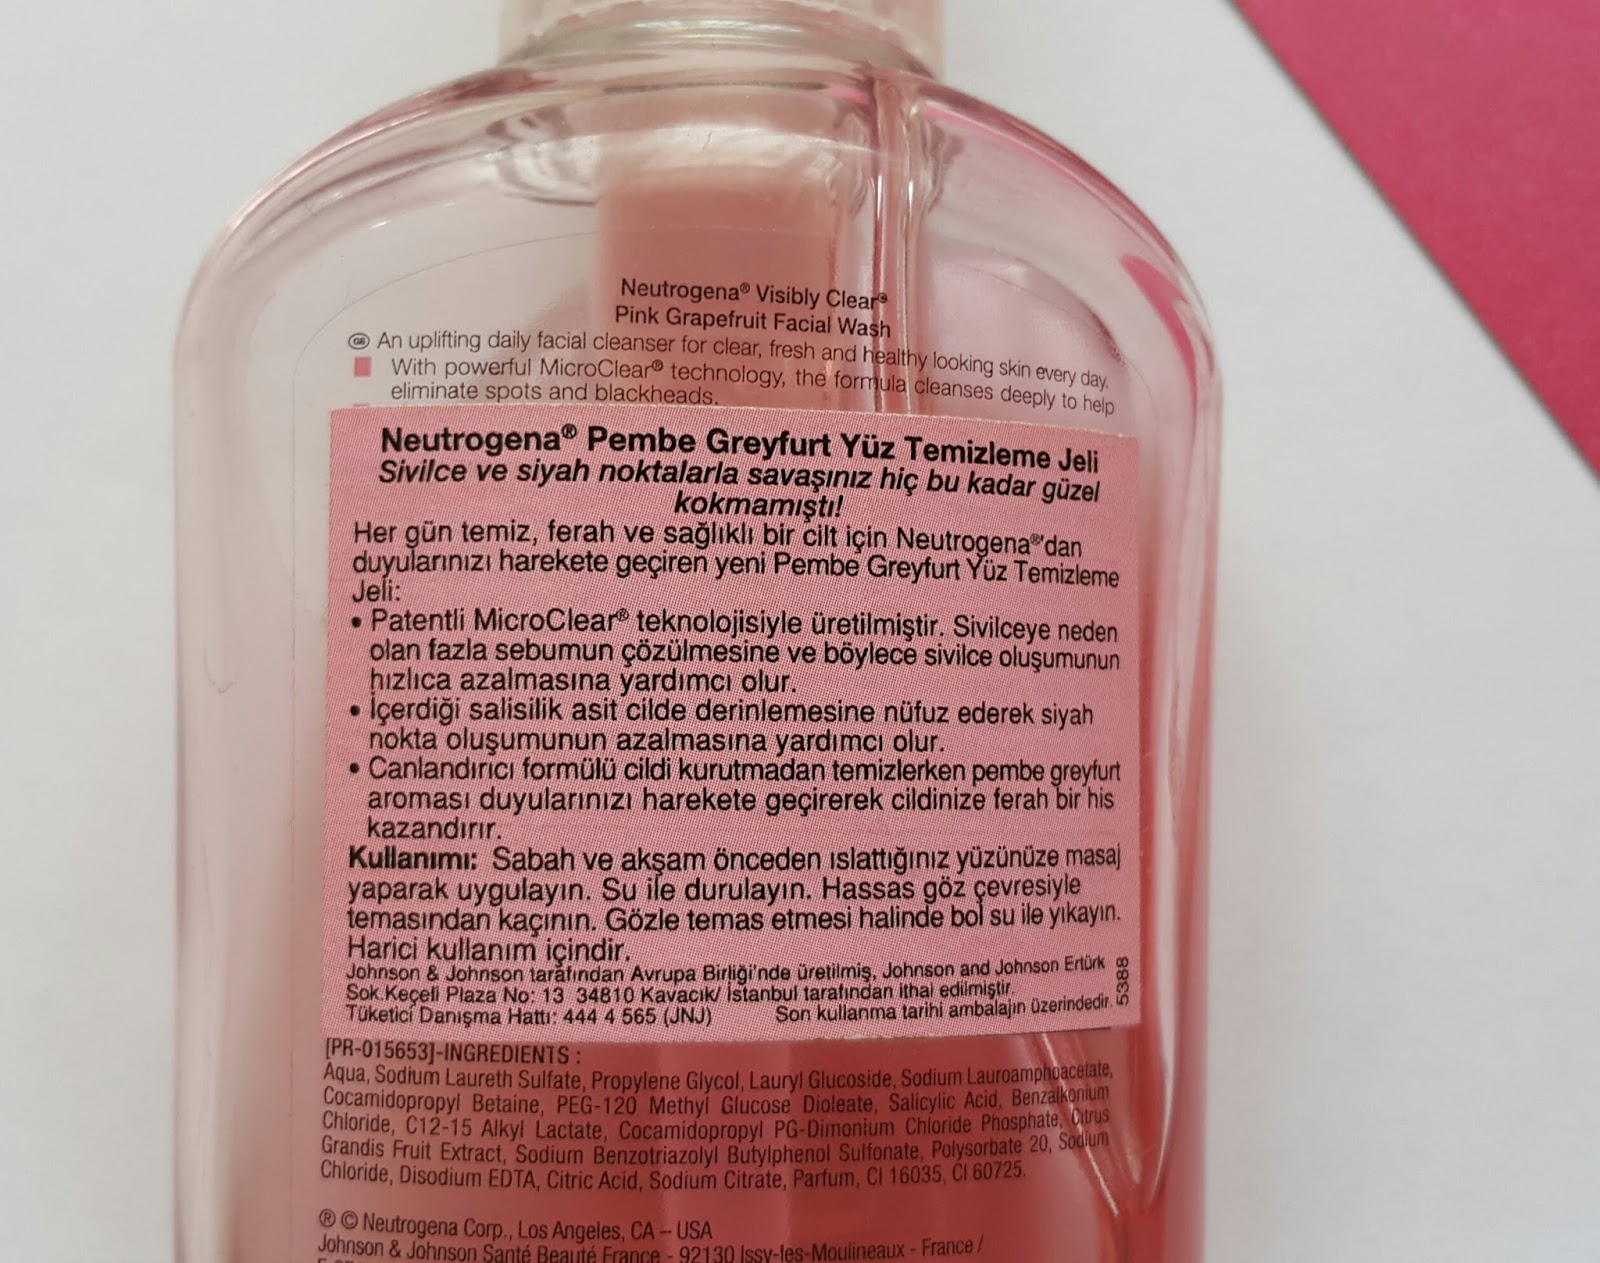 Neutrogena® Visibly Clear®
Pink Grapefruit Facial Wash
GB An uplifting daily facial cleanser for clear, fresh and healthy looking skin every day.
With powerful MicroClear® technology, the formula cleanses deeply to help
eliminate spots and blackheads.
Neutrogena® Pembe Greyfurt Yüz Temizleme Jeli
Sivilce ve siyah noktalarla savaşınız hiç bu kadar güzel
kokmamıştı!
Her gün temiz, ferah ve sağlıklı bir cilt için Neutrogena®'dan
duyularınızı harekete geçiren yeni Pembe Greyfurt Yüz Temizleme
Jeli:
• Patentli MicroClear® teknolojisiyle üretilmiştir. Sivilceye neden
olan fazla sebumun çözülmesine ve böylece sivilce oluşumunun
hızlıca azalmasına yardımcı olur.
• İçerdiği salisilik asit cilde derinlemesine nüfuz ederek siyah
nokta oluşumunun azalmasına yardımcı olur.
• Canlandırıcı formülü cildi kurutmadan temizlerken pembe greyfurt
aroması duyularınızı harekete geçirerek cildinize ferah bir his
kazandırır.
Kullanımı: Sabah ve akşam önceden ıslattığınız yüzünüze masaj
yaparak uygulayın. Su ile durulayın. Hassas göz çevresiyle
temasından kaçının. Gözle temas etmesi halinde bol su ile yıkayın.
Harici kullanım içindir.
Johnson & Johnson tarafından Avrupa Birliği'nde üretilmiş, Johnson and Johnson Ertürk
Sok.Keçeli Plaza No: 13 34810 Kavacık/ İstanbul tarafından ithal edilmiştir.
Tüketici Danışma Hattı: 444 4 565 (JNJ) Son kullanma tarihi ambalajın üzerindedir.
5388
[PR-015653]-INGREDIENTS :
Aqua, Sodium Laureth Sulfate, Propylene Glycol, Lauryl Glucoside, Sodium Lauroamphoacetate,
Cocamidopropyl Betaine, PEG-120 Methyl Glucose Dioleate, Salicylic Acid, Benzalkonium
Chloride, C12-15 Alkyl Lactate, Cocamidopropyl PG-Dimonium Chloride Phosphate, Citrus
Grandis Fruit Extract, Sodium Benzotriazolyl Butylphenol Sulfonate, Polysorbate 20, Sodium
Chloride, Disodium EDTA, Citric Acid, Sodium Citrate, Parfum, CI 16035, CI 60725.
® © Neutrogena Corp., Los Angeles, CA – USA
Johnson & Johnson Santé Beauté France - 92130 Issy-les-Moulineaux - France /